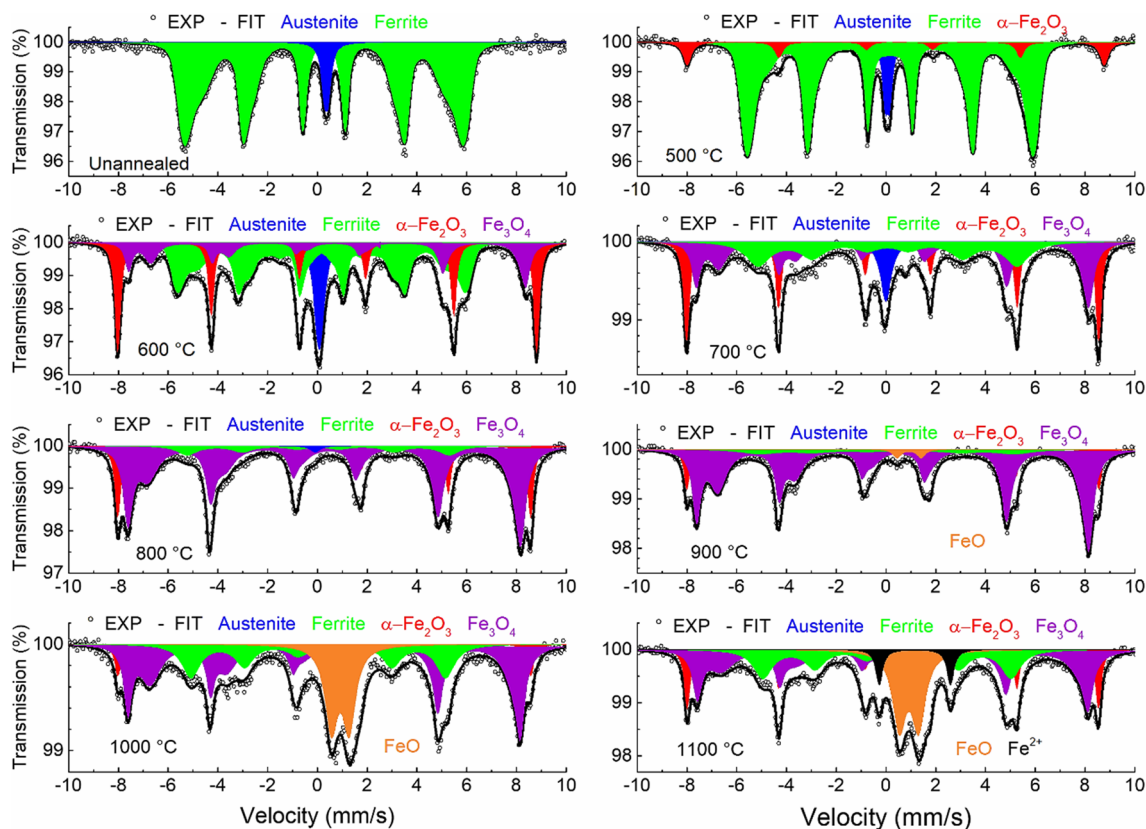 EXP - FIT Austenite Ferrite
Transmission (%)
100
99
98
97
96
Unannealed
-10 -8 -6 -4 -2 0 2 4 6 8 10
EXP - FIT Austenite Ferrite α−Fe₂O₃
Transmission (%)
100
99
98
97
96
500 °C
-10 -8 -6 -4 -2 0 2 4 6 8 10
EXP - FIT Austenite Ferriite α−Fe₂O₃ Fe₃O₄
Transmission (%)
100
99
98
97
96
600 °C
-10 -8 -6 -4 -2 0 2 4 6 8 10
EXP - FIT Austenite Ferrite α−Fe₂O₃ Fe₃O₄
Transmission (%)
100
99
700 °C
-10 -8 -6 -4 -2 0 2 4 6 8 10
EXP - FIT Austenite Ferrite α−Fe₂O₃ Fe₃O₄
Transmission (%)
100
99
98
97
800 °C
-10 -8 -6 -4 -2 0 2 4 6 8 10
EXP - FIT Austenite Ferrite α−Fe₂O₃ Fe₃O₄
Transmission (%)
100
99
98
900 °C
FeO
-10 -8 -6 -4 -2 0 2 4 6 8 10
EXP - FIT Austenite Ferrite α−Fe₂O₃ Fe₃O₄
Transmission (%)
100
99
1000 °C
FeO
-10 -8 -6 -4 -2 0 2 4 6 8 10
Velocity (mm/s)
EXP - FIT Austenite Ferrite α−Fe₂O₃ Fe₃O₄
Transmission (%)
100
99
98
1100 °C
FeO Fe²⁺
-10 -8 -6 -4 -2 0 2 4 6 8 10
Velocity (mm/s)